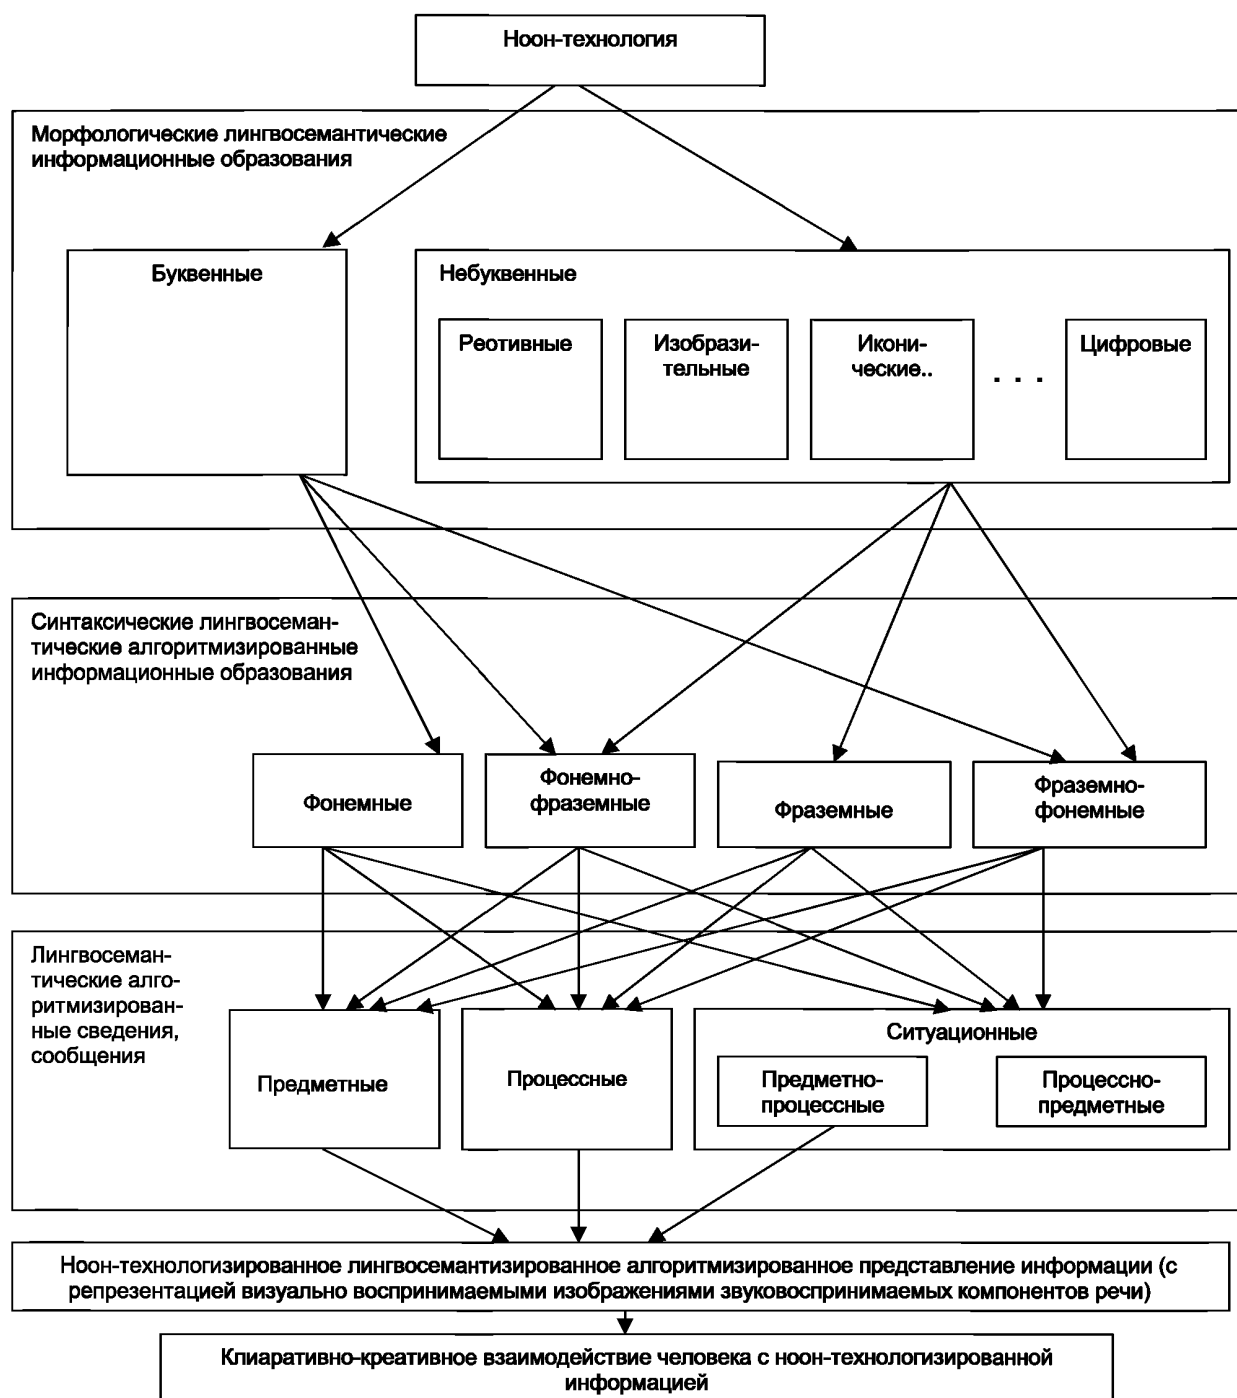 Ноон-технология
Морфологические лингвосемантические
информационные образования
Буквенные
Небуквенные
Реотивные
Изобрази-
тельные
Икони-
ческие..
. . .
Цифровые
Синтаксические лингвосеман-
тические алгоритмизированные
информационные образования
Фонемные
Фонемно-
фраземные
Фраземные
Фраземно-
фонемные
Лингвосеман-
тические алго-
ритмизирован-
ные сведения,
сообщения
Предметные
Процессные
Ситуационные
Предметно-
процессные
Процессно-
предметные
Ноон-технологизированное лингвосемантизированное алгоритмизированное представление информации (с
репрезентацией визуально воспринимаемыми изображениями звуковоспринимаемых компонентов речи)
Клиаративно-креативное взаимодействие человека с ноон-технологизированной
информацией